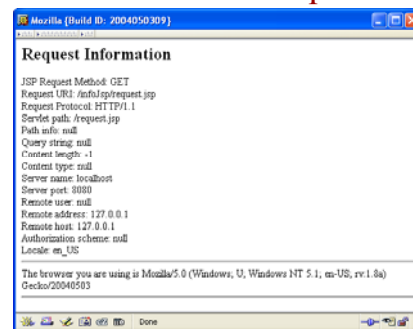 Mozilla {Build ID: 2004050309}
Request Information
JSP Request Method: GET
Request URI: /infoJsp/request.jsp
Request Protocol: HTTP/1.1
Servlet path: /request.jsp
Path info: null
Query string: null
Content length: -1
Content type: null
Server name: localhost
Server port: 8080
Remote user: null
Remote address: 127.0.0.1
Remote host: 127.0.0.1
Authorization scheme: null
Locale: en_US
The browser you are using is Mozilla/5.0 (Windows; U; Windows NT 5.1; en-US; rv:1.8a)
Gecko/20040503
Done